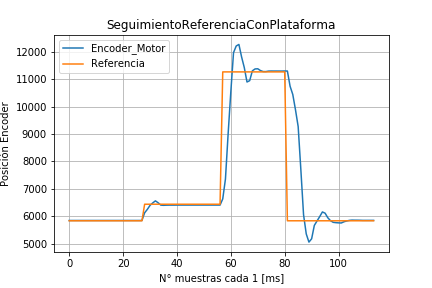 SeguimientoReferenciaConPlataforma
Encoder_Motor
Referencia
12000
11000
10000
9000
8000
7000
6000
5000
Posición Encoder
0 20 40 60 80 100
N° muestras cada 1 [ms]